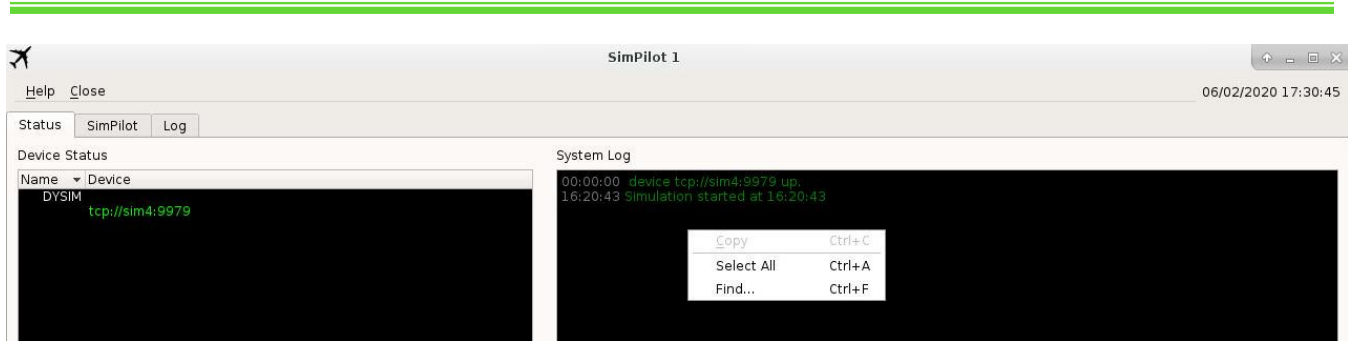 SimPilot 1
Help Close
06/02/2020 17:30:45
Status SimPilot Log
Device Status
Name Device
DYSIM
tcp://sim4:9979
System Log
00:00:00 device tcp://sim4:9979 up.
16:20:43 Simulation started at 16:20:43
Copy Ctrl+C
Select All Ctrl+A
Find... Ctrl+F